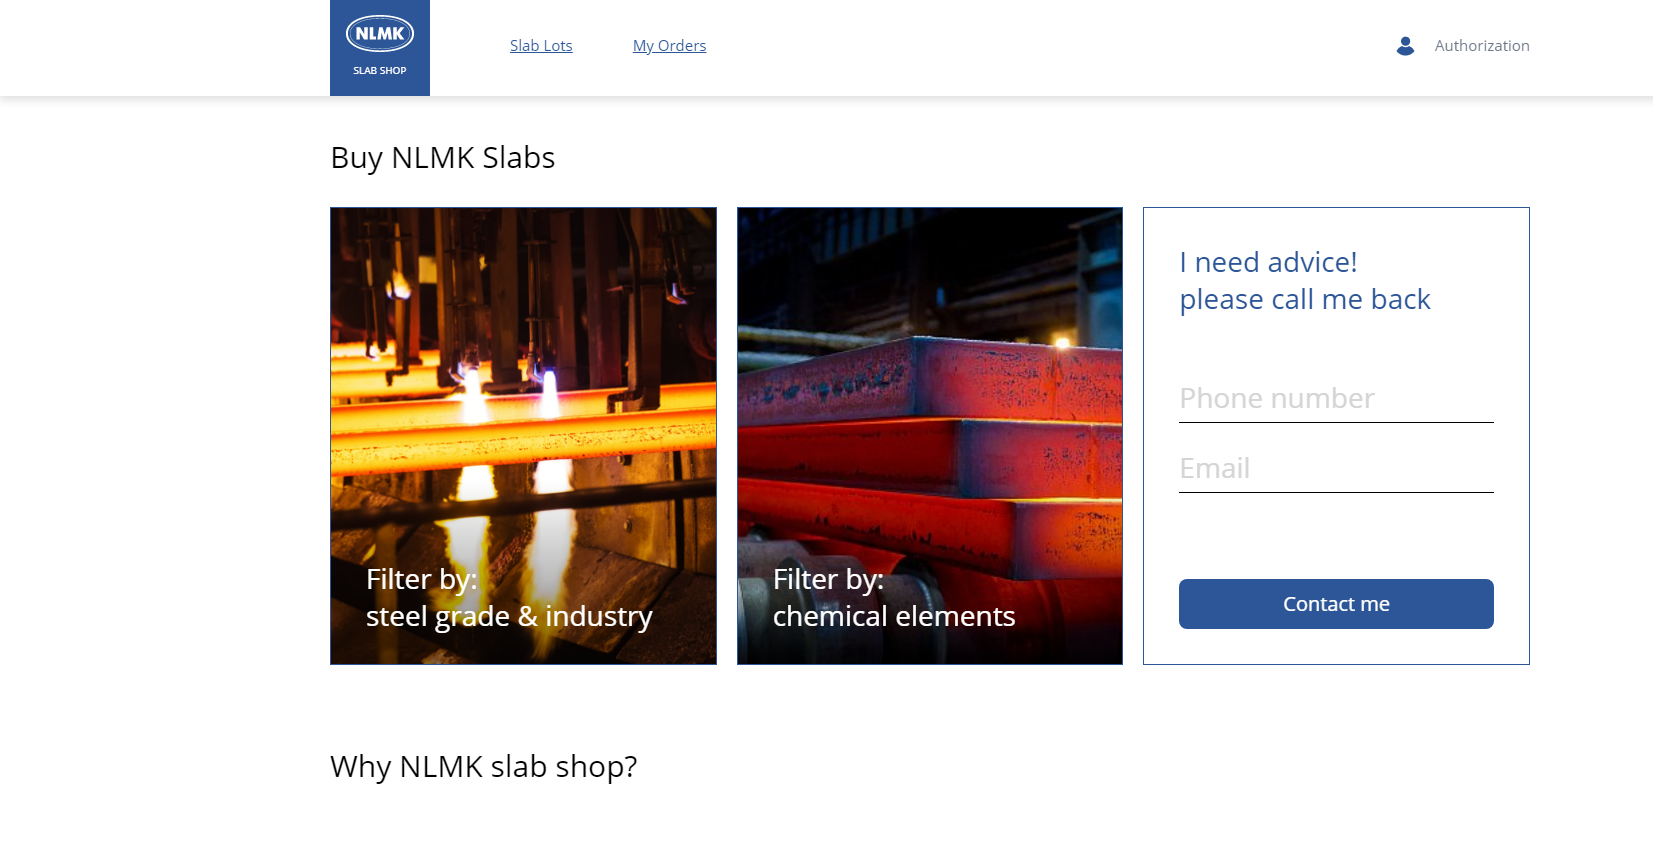 NLMK
SLAB SHOP
Slab Lots
My Orders
Authorization
Buy NLMK Slabs
Filter by:
steel grade & industry
Filter by:
chemical elements
I need advice!
please call me back
Phone number
Email
Contact me
Why NLMK slab shop?